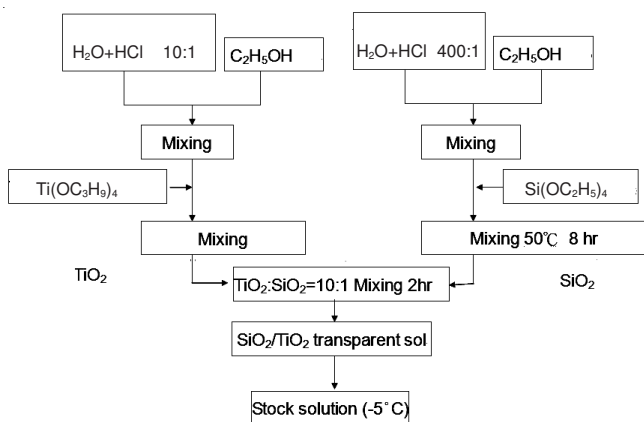 H₂O+HCl 10:1
C₂H₅OH
H₂O+HCl 400:1
C₂H₅OH
Mixing
Mixing
Ti(OC₃H₉)₄
Si(OC₂H₅)₄
Mixing
Mixing 50℃ 8 hr
TiO₂
SiO₂
TiO₂:SiO₂=10:1 Mixing 2hr
SiO₂/TiO₂ transparent sol
Stock solution (-5°C)